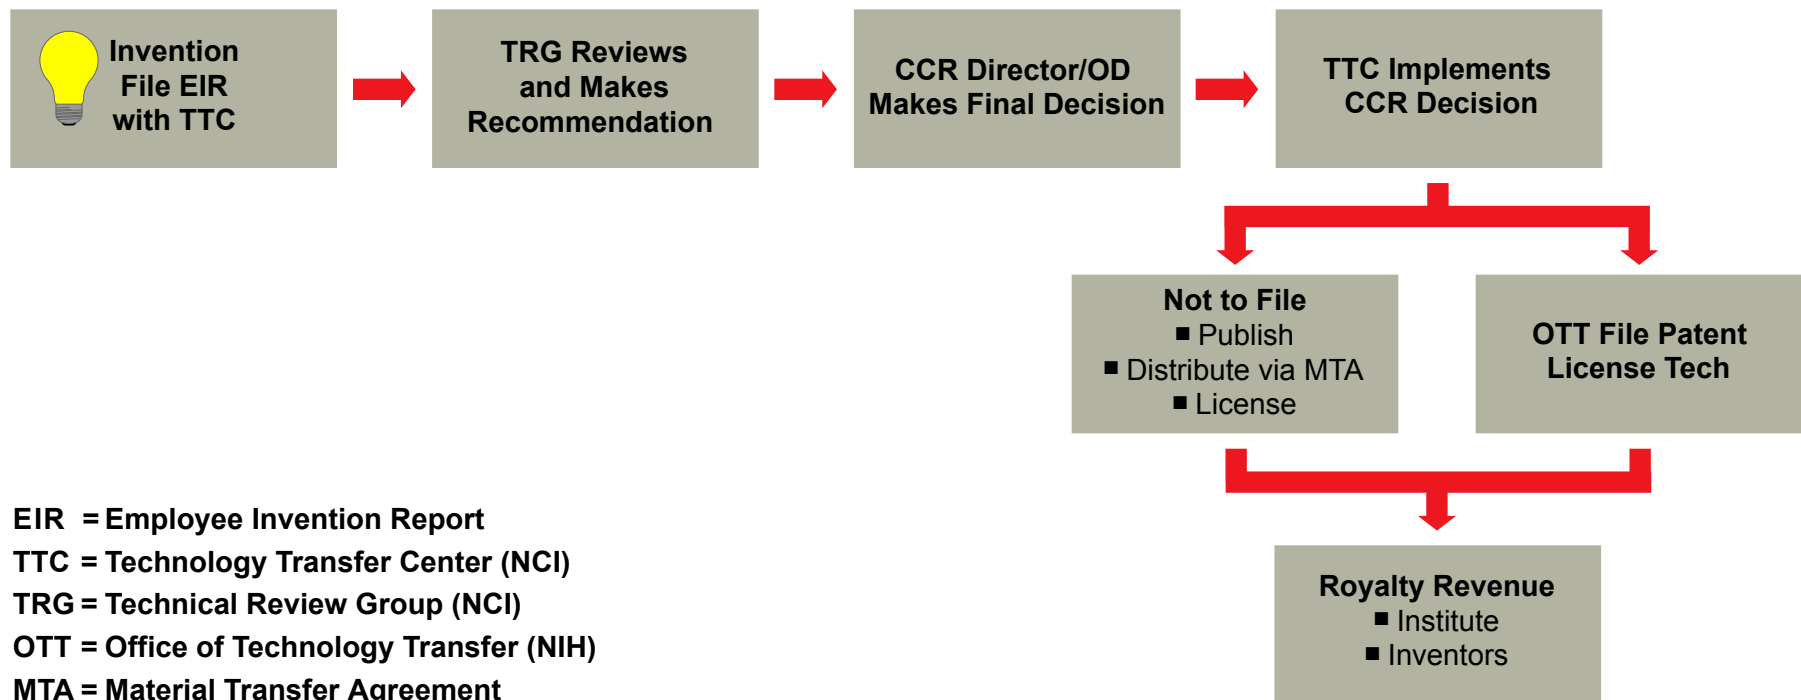 Invention
File EIR
with TTC
TRG Reviews
and Makes
Recommendation
CCR Director/OD
Makes Final Decision
TTC Implements
CCR Decision
Not to File
■ Publish
■ Distribute via MTA
■ License
OTT File Patent
License Tech
Royalty Revenue
■ Institute
■ Inventors
EIR = Employee Invention Report
TTC = Technology Transfer Center (NCI)
TRG = Technical Review Group (NCI)
OTT = Office of Technology Transfer (NIH)
MTA = Material Transfer Agreement